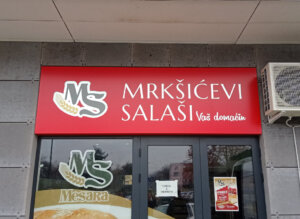 MS
MRKŠIĆEVI
SALAŠI Vaš domaćin
MS
Mesara